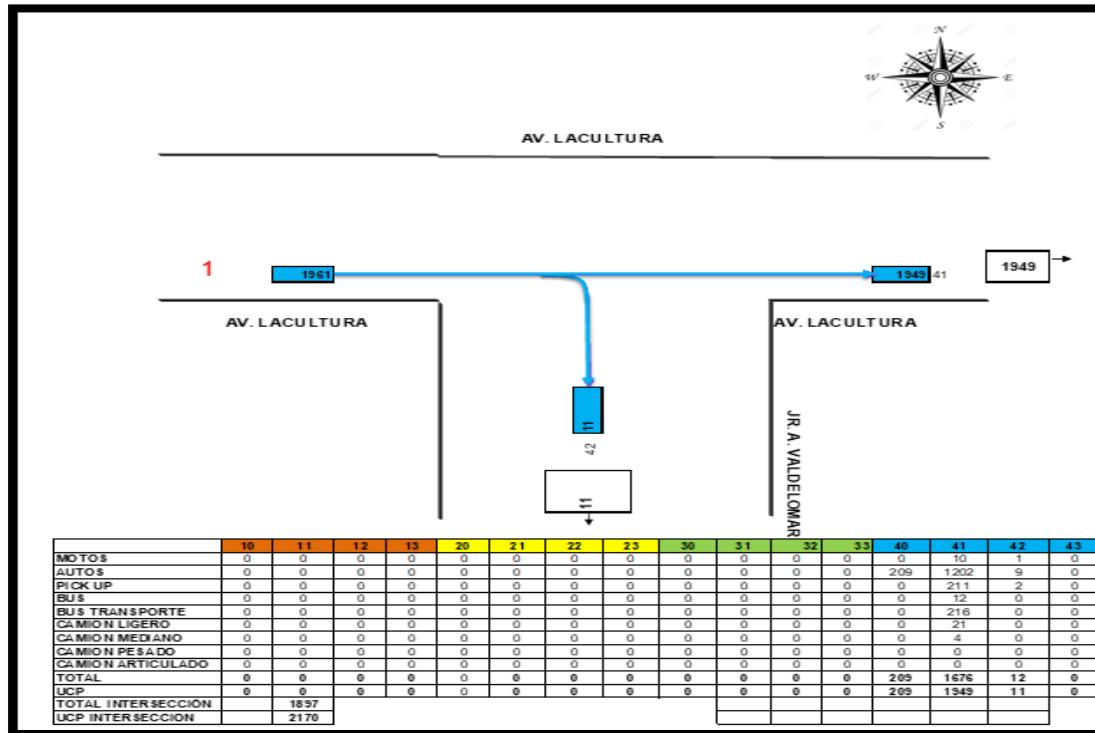 N
W E
S
AV. LACULTURA
1 1961 1949 41 1949
AV. LACULTURA AV. LACULTURA
JR. A. VALDELOMAR
11
42
11
10 11 12 13 20 21 22 23 30 31 32 33 40 41 42 43
MOTOS 0 0 0 0 0 0 0 0 0 0 0 0 0 10 1 0
AUTOS 0 0 0 0 0 0 0 0 0 0 0 0 209 1202 9 0
PICK UP 0 0 0 0 0 0 0 0 0 0 0 0 0 211 2 0
BUS 0 0 0 0 0 0 0 0 0 0 0 0 0 12 0 0
BUS TRANSPORTE 0 0 0 0 0 0 0 0 0 0 0 0 0 216 0 0
CAMION LIGERO 0 0 0 0 0 0 0 0 0 0 0 0 0 21 0 0
CAMION MEDIANO 0 0 0 0 0 0 0 0 0 0 0 0 0 4 0 0
CAMION PESADO 0 0 0 0 0 0 0 0 0 0 0 0 0 0 0 0
CAMION ARTICULADO 0 0 0 0 0 0 0 0 0 0 0 0 0 0 0 0
TOTAL 0 0 0 0 0 0 0 0 0 0 0 0 209 1676 12 0
UCP 0 0 0 0 0 0 0 0 0 0 0 0 209 1949 11 0
TOTAL INTERSECCIÓN 1897
UCP INTERSECCION 2170